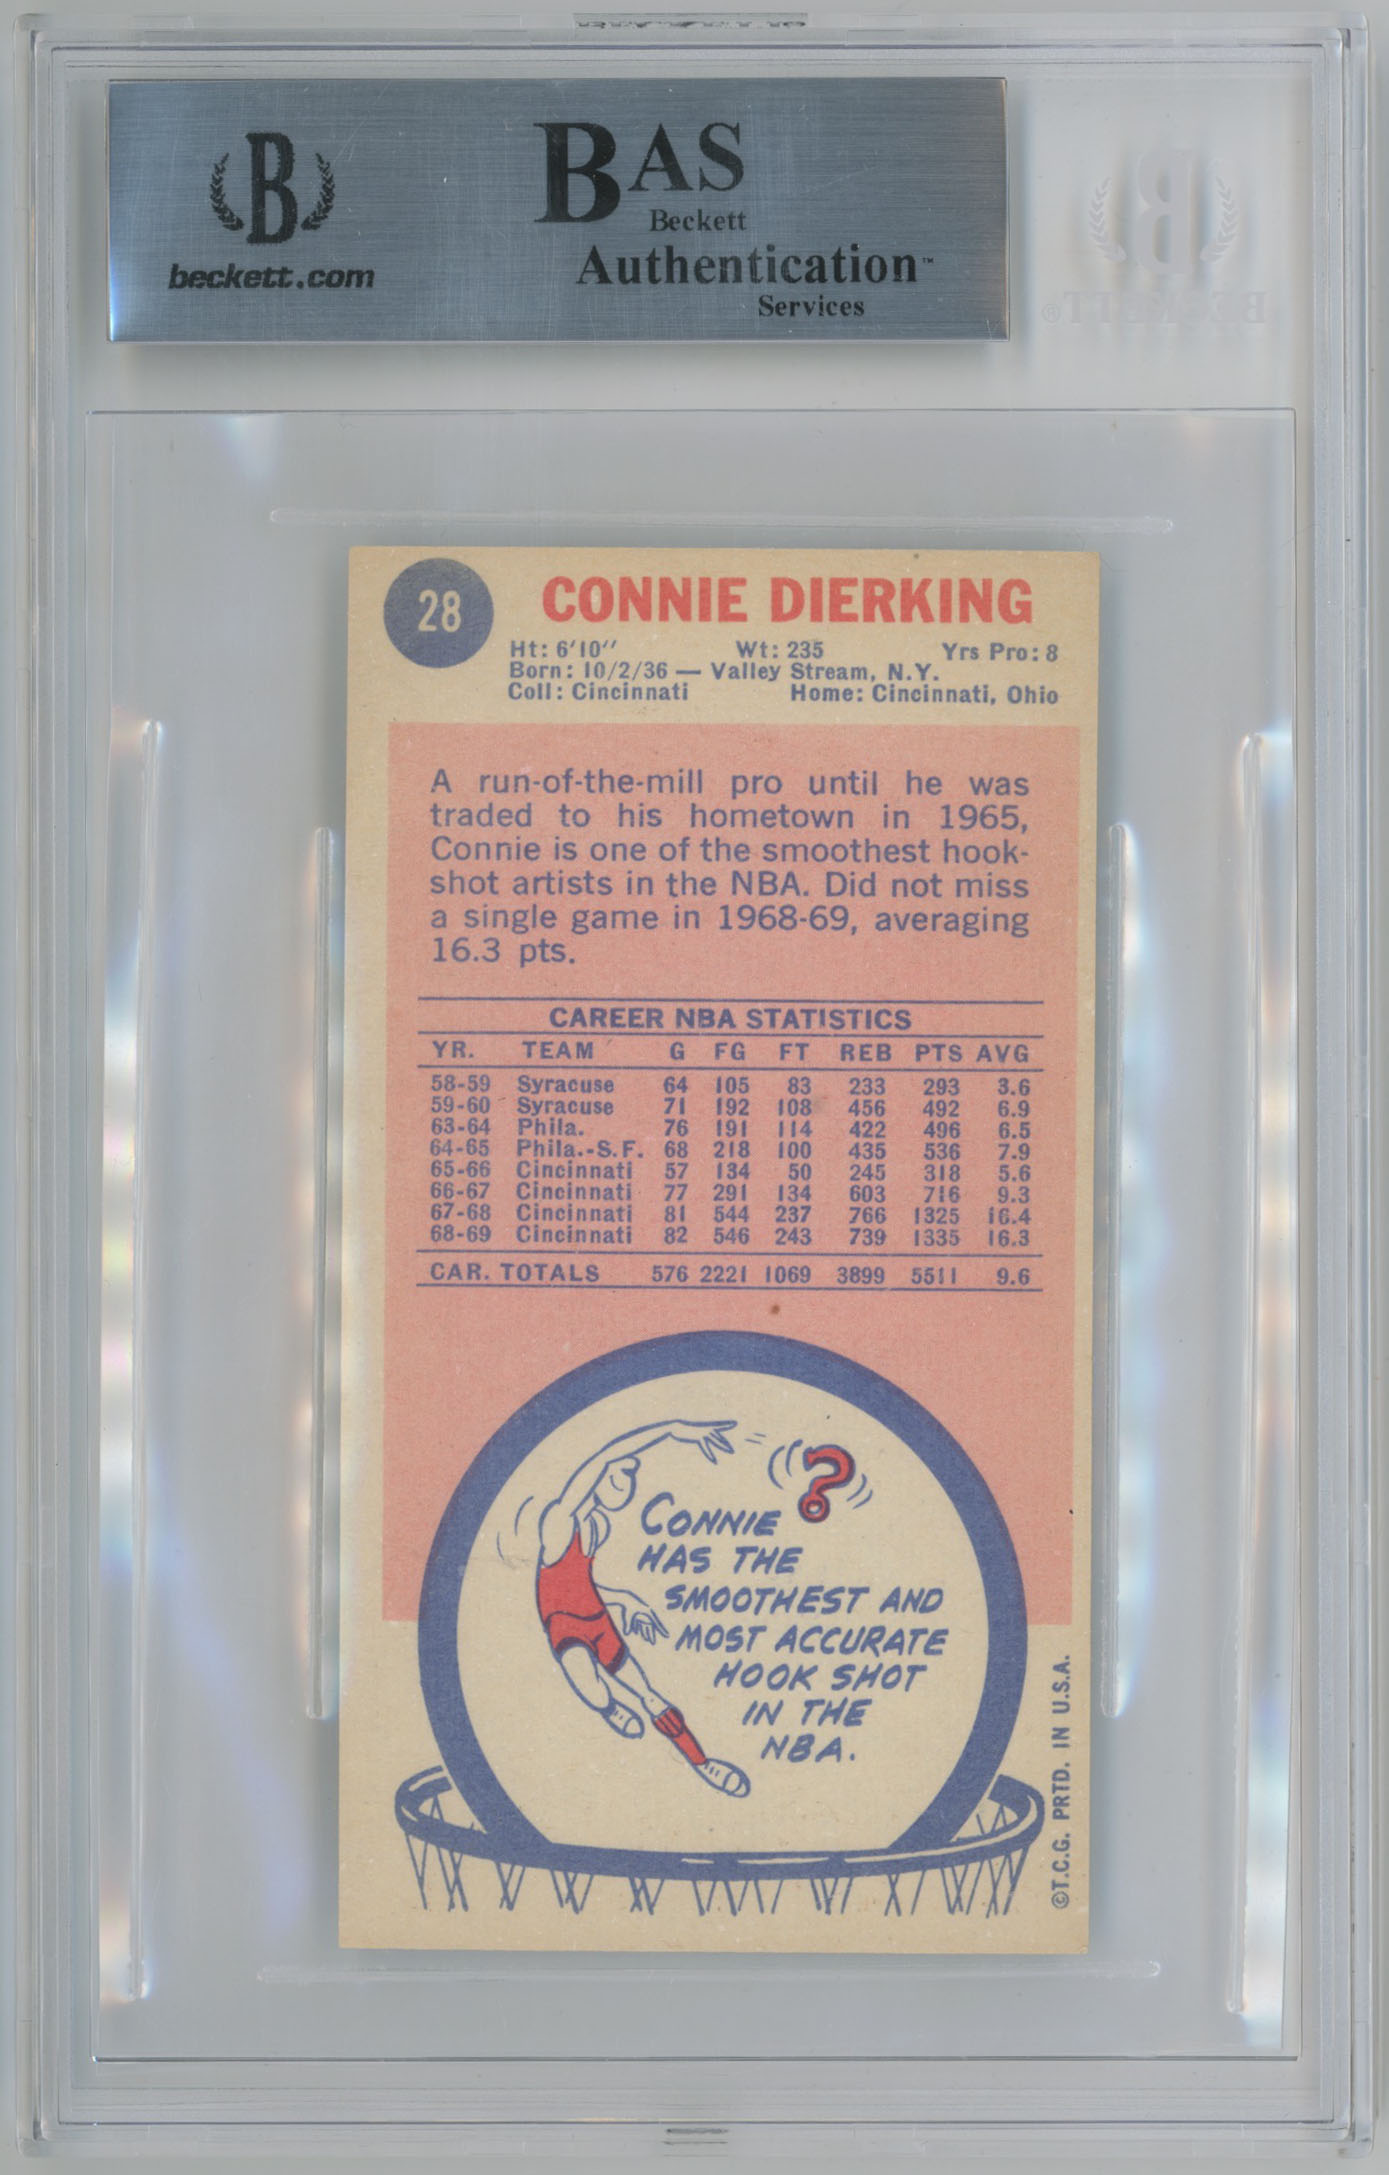 B
beckett.com
BAS
Beckett
Authentication™
Services
B
BECKETT®
28
CONNIE DIERKING
Ht: 6'10'' Wt: 235 Yrs Pro: 8
Born: 10/2/36 — Valley Stream, N.Y.
Coll: Cincinnati Home: Cincinnati, Ohio
A run-of-the-mill pro until he was
traded to his hometown in 1965,
Connie is one of the smoothest hook-
shot artists in the NBA. Did not miss
a single game in 1968-69, averaging
16.3 pts.
CAREER NBA STATISTICS
YR. TEAM G FG FT REB PTS AVG
58-59 Syracuse 64 105 83 233 293 3.6
59-60 Syracuse 71 192 108 456 492 6.9
63-64 Phila. 76 191 114 422 496 6.5
64-65 Phila.-S.F. 68 218 100 435 536 7.9
65-66 Cincinnati 57 134 50 245 318 5.6
66-67 Cincinnati 77 291 134 603 716 9.3
67-68 Cincinnati 81 544 237 766 1325 16.4
68-69 Cincinnati 82 546 243 739 1335 16.3
CAR. TOTALS 576 2221 1069 3899 5511 9.6
?
CONNIE
HAS THE
SMOOTHEST AND
MOST ACCURATE
HOOK SHOT
IN THE
NBA.
©T.C.G. PRTD. IN U.S.A.